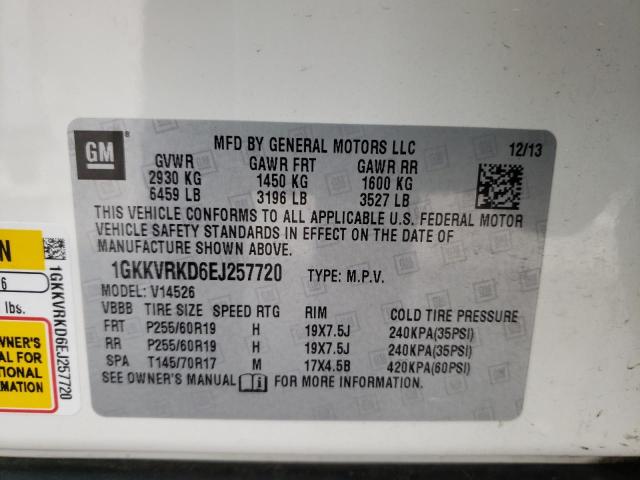 GM
®
MFD BY GENERAL MOTORS LLC 12/13
GVWR GAWR FRT GAWR RR
2930 KG 1450 KG 1600 KG
6459 LB 3196 LB 3527 LB
THIS VEHICLE CONFORMS TO ALL APPLICABLE U.S. FEDERAL MOTOR
VEHICLE SAFETY STANDARDS IN EFFECT ON THE DATE OF
MANUFACTURE SHOWN ABOVE.
1GKKVRKD6EJ257720 TYPE: M.P.V.
MODEL: V14526
VBBB TIRE SIZE SPEED RTG RIM COLD TIRE PRESSURE
FRT P255/60R19 H 19X7.5J 240KPA(35PSI)
RR P255/60R19 H 19X7.5J 240KPA(35PSI)
SPA T145/70R17 M 17X4.5B 420KPA(60PSI)
SEE OWNER'S MANUAL i FOR MORE INFORMATION.
N
6
lbs.
OWNER'S
AL FOR
TIONAL
RMATION
1GKKVRKD6EJ257720